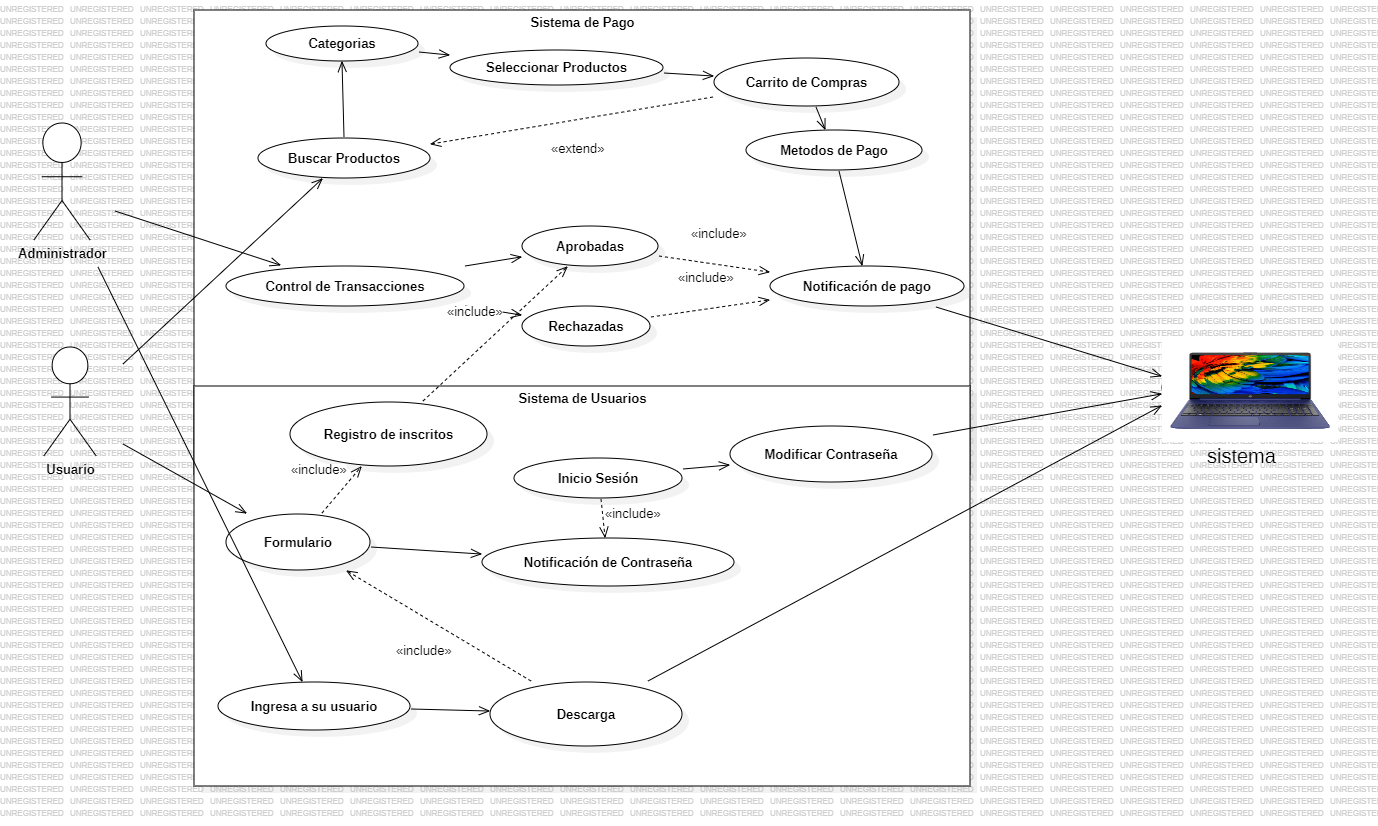 Sistema de Pago
Categorias
Seleccionar Productos
Carrito de Compras
«extend»
Metodos de Pago
Buscar Productos
Administrador
Aprobadas
«include»
«include»
Control de Transacciones
Notificación de pago
«include»
Rechazadas
Sistema de Usuarios
Registro de inscritos
«include»
Usuario
Inicio Sesión
Modificar Contraseña
sistema
«include»
Formulario
Notificación de Contraseña
«include»
Ingresa a su usuario
Descarga
UNREGISTERED